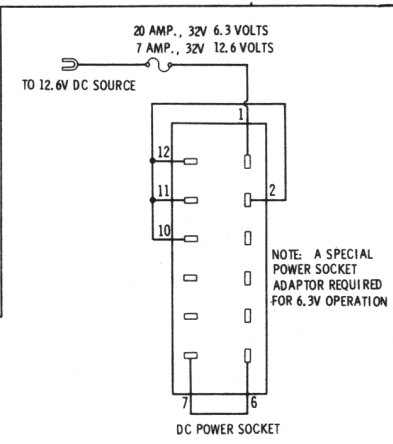 20 AMP., 32V 6.3 VOLTS
7 AMP., 32V 12.6 VOLTS
TO 12.6V DC SOURCE
1
12
11
2
10
NOTE: A SPECIAL
POWER SOCKET
ADAPTOR REQUIRED
FOR 6.3V OPERATION
7
6
DC POWER SOCKET